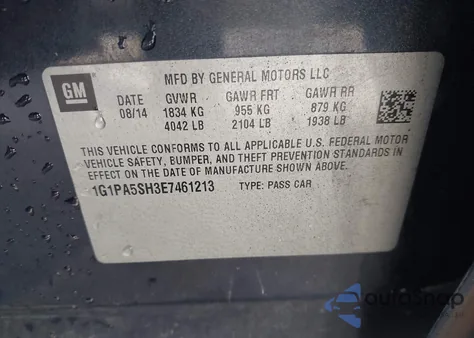 MFD BY GENERAL MOTORS LLC
GM
DATE GVWR GAWR FRT GAWR RR
08/14 1834 KG 955 KG 879 KG
4042 LB 2104 LB 1938 LB
THIS VEHICLE CONFORMS TO ALL APPLICABLE U.S. FEDERAL MOTOR
VEHICLE SAFETY, BUMPER, AND THEFT PREVENTION STANDARDS IN
EFFECT ON THE DATE OF MANUFACTURE SHOWN ABOVE.
1G1PA5SH3E7461213 TYPE: PASS CAR
autosnap